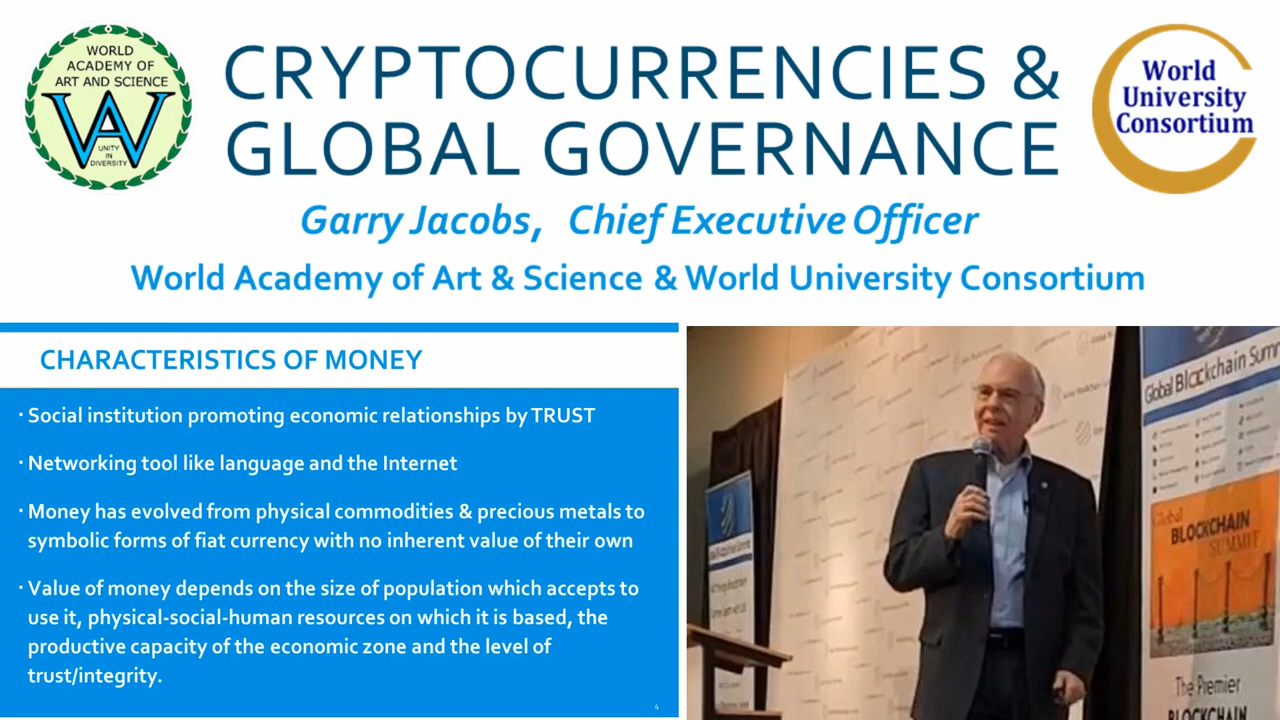 WORLD
ACADEMY OF
ART AND SCIENCE
WA
UNITY
IN
DIVERSITY
CRYPTOCURRENCIES &
GLOBAL GOVERNANCE
World
University
Consortium
Garry Jacobs, Chief Executive Officer
World Academy of Art & Science & World University Consortium
CHARACTERISTICS OF MONEY
· Social institution promoting economic relationships by TRUST
· Networking tool like language and the Internet
· Money has evolved from physical commodities & precious metals to
symbolic forms of fiat currency with no inherent value of their own
· Value of money depends on the size of population which accepts to
use it, physical-social-human resources on which it is based, the
productive capacity of the economic zone and the level of
trust/integrity.
4
Global Blockchain Summ
Global
BLOCKCHAIN
SUMMIT
The Premier
BLOCKCHAIN